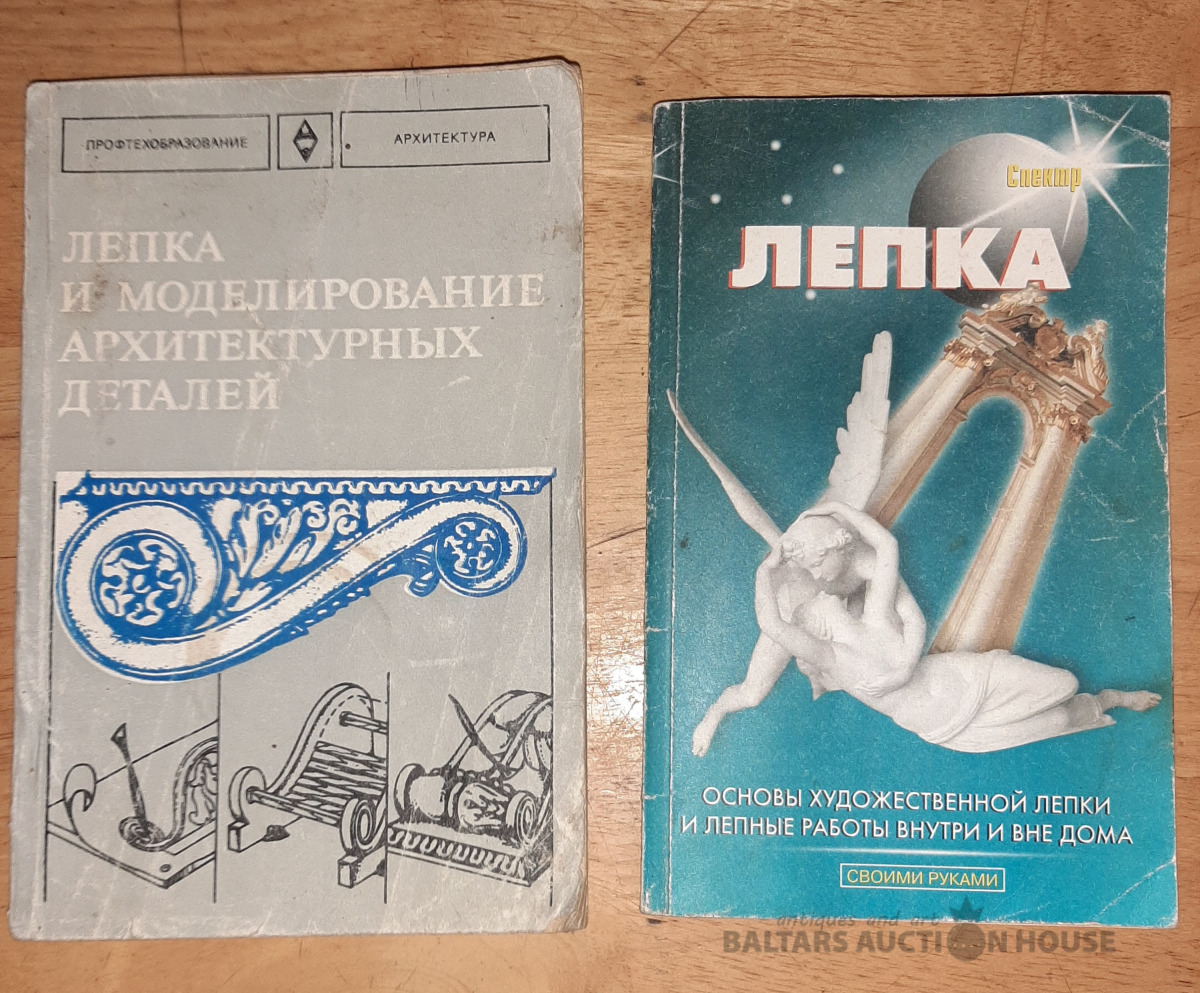 ПРОФТЕХОБРАЗОВАНИЕ
АРХИТЕКТУРА
ЛЕПКА
И МОДЕЛИРОВАНИЕ
АРХИТЕКТУРНЫХ
ДЕТАЛЕЙ
Спектр
ЛЕПКА
ОСНОВЫ ХУДОЖЕСТВЕННОЙ ЛЕПКИ
И ЛЕПНЫЕ РАБОТЫ ВНУТРИ И ВНЕ ДОМА
СВОИМИ РУКАМИ
antiques and art
BALTARS AUCTION HOUSE